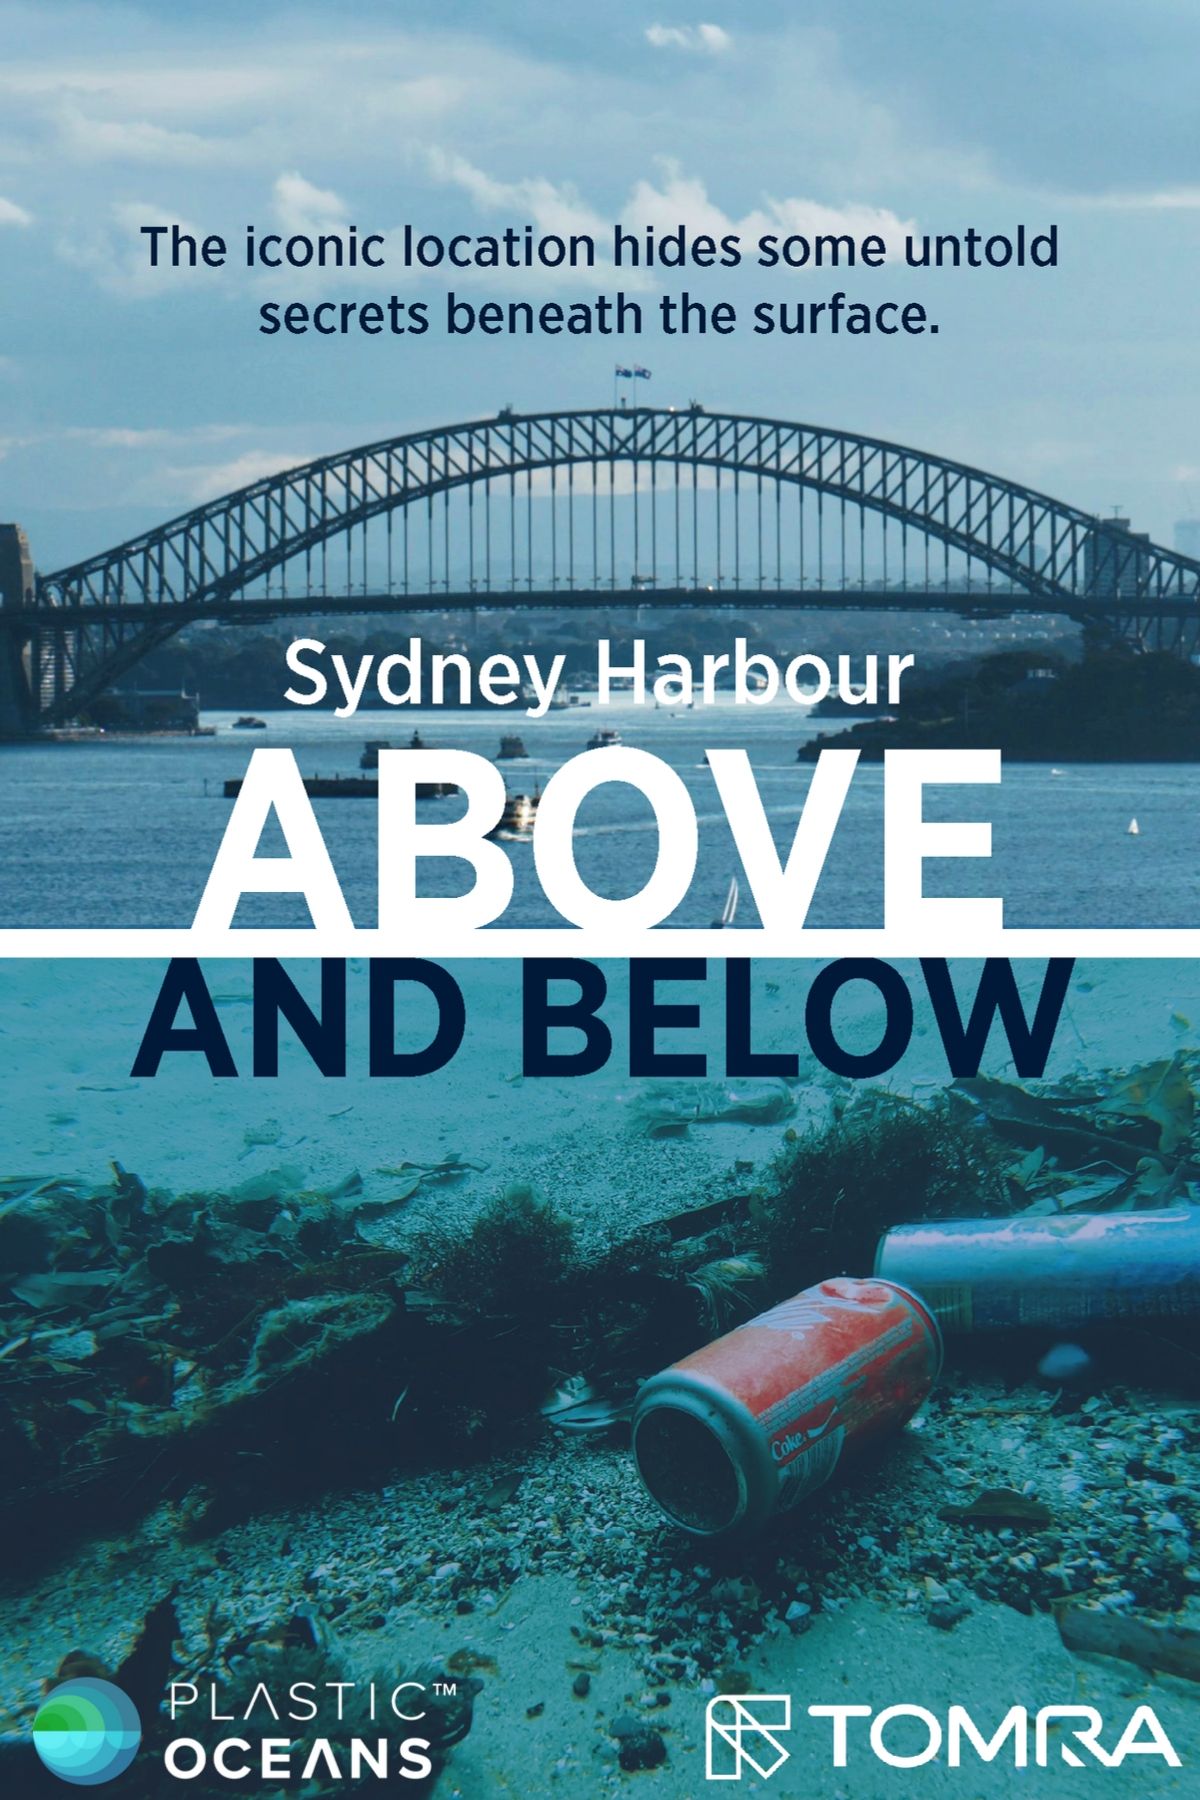 The iconic location hides some untold
secrets beneath the surface.
Sydney Harbour
ABOVE
AND BELOW
Coke
PLASTIC™
OCEANS
TOMRA